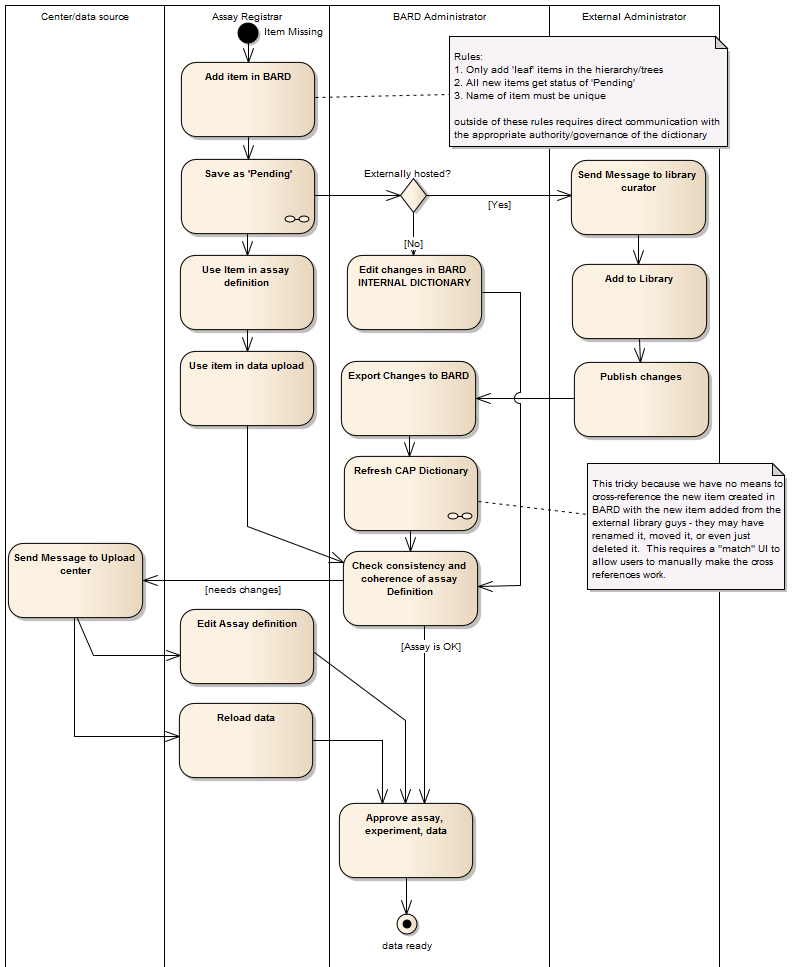 Center/data source
Assay Registrar
BARD Administrator
External Administrator
Item Missing
Add item in BARD
Rules:
1. Only add 'leaf' items in the hierarchy/trees
2. All new items get status of 'Pending'
3. Name of item must be unique
outside of these rules requires direct communication with
the appropriate authority/governance of the dictionary
Save as 'Pending'
Externally hosted?
[Yes]
[No]
Send Message to library
curator
Use Item in assay
definition
Edit changes in BARD
INTERNAL DICTIONARY
Add to Library
Use item in data upload
Export Changes to BARD
Publish changes
Refresh CAP Dictionary
This tricky because we have no means to
cross-reference the new item created in
BARD with the new item added from the
external library guys - they may have
renamed it, moved it, or even just
deleted it.  This requires a "match" UI to
allow users to manually make the cross
references work.
Send Message to Upload
center
Check consistency and
coherence of assay
Definition
[needs changes]
Edit Assay definition
[Assay is OK]
Reload data
Approve assay,
experiment, data
data ready